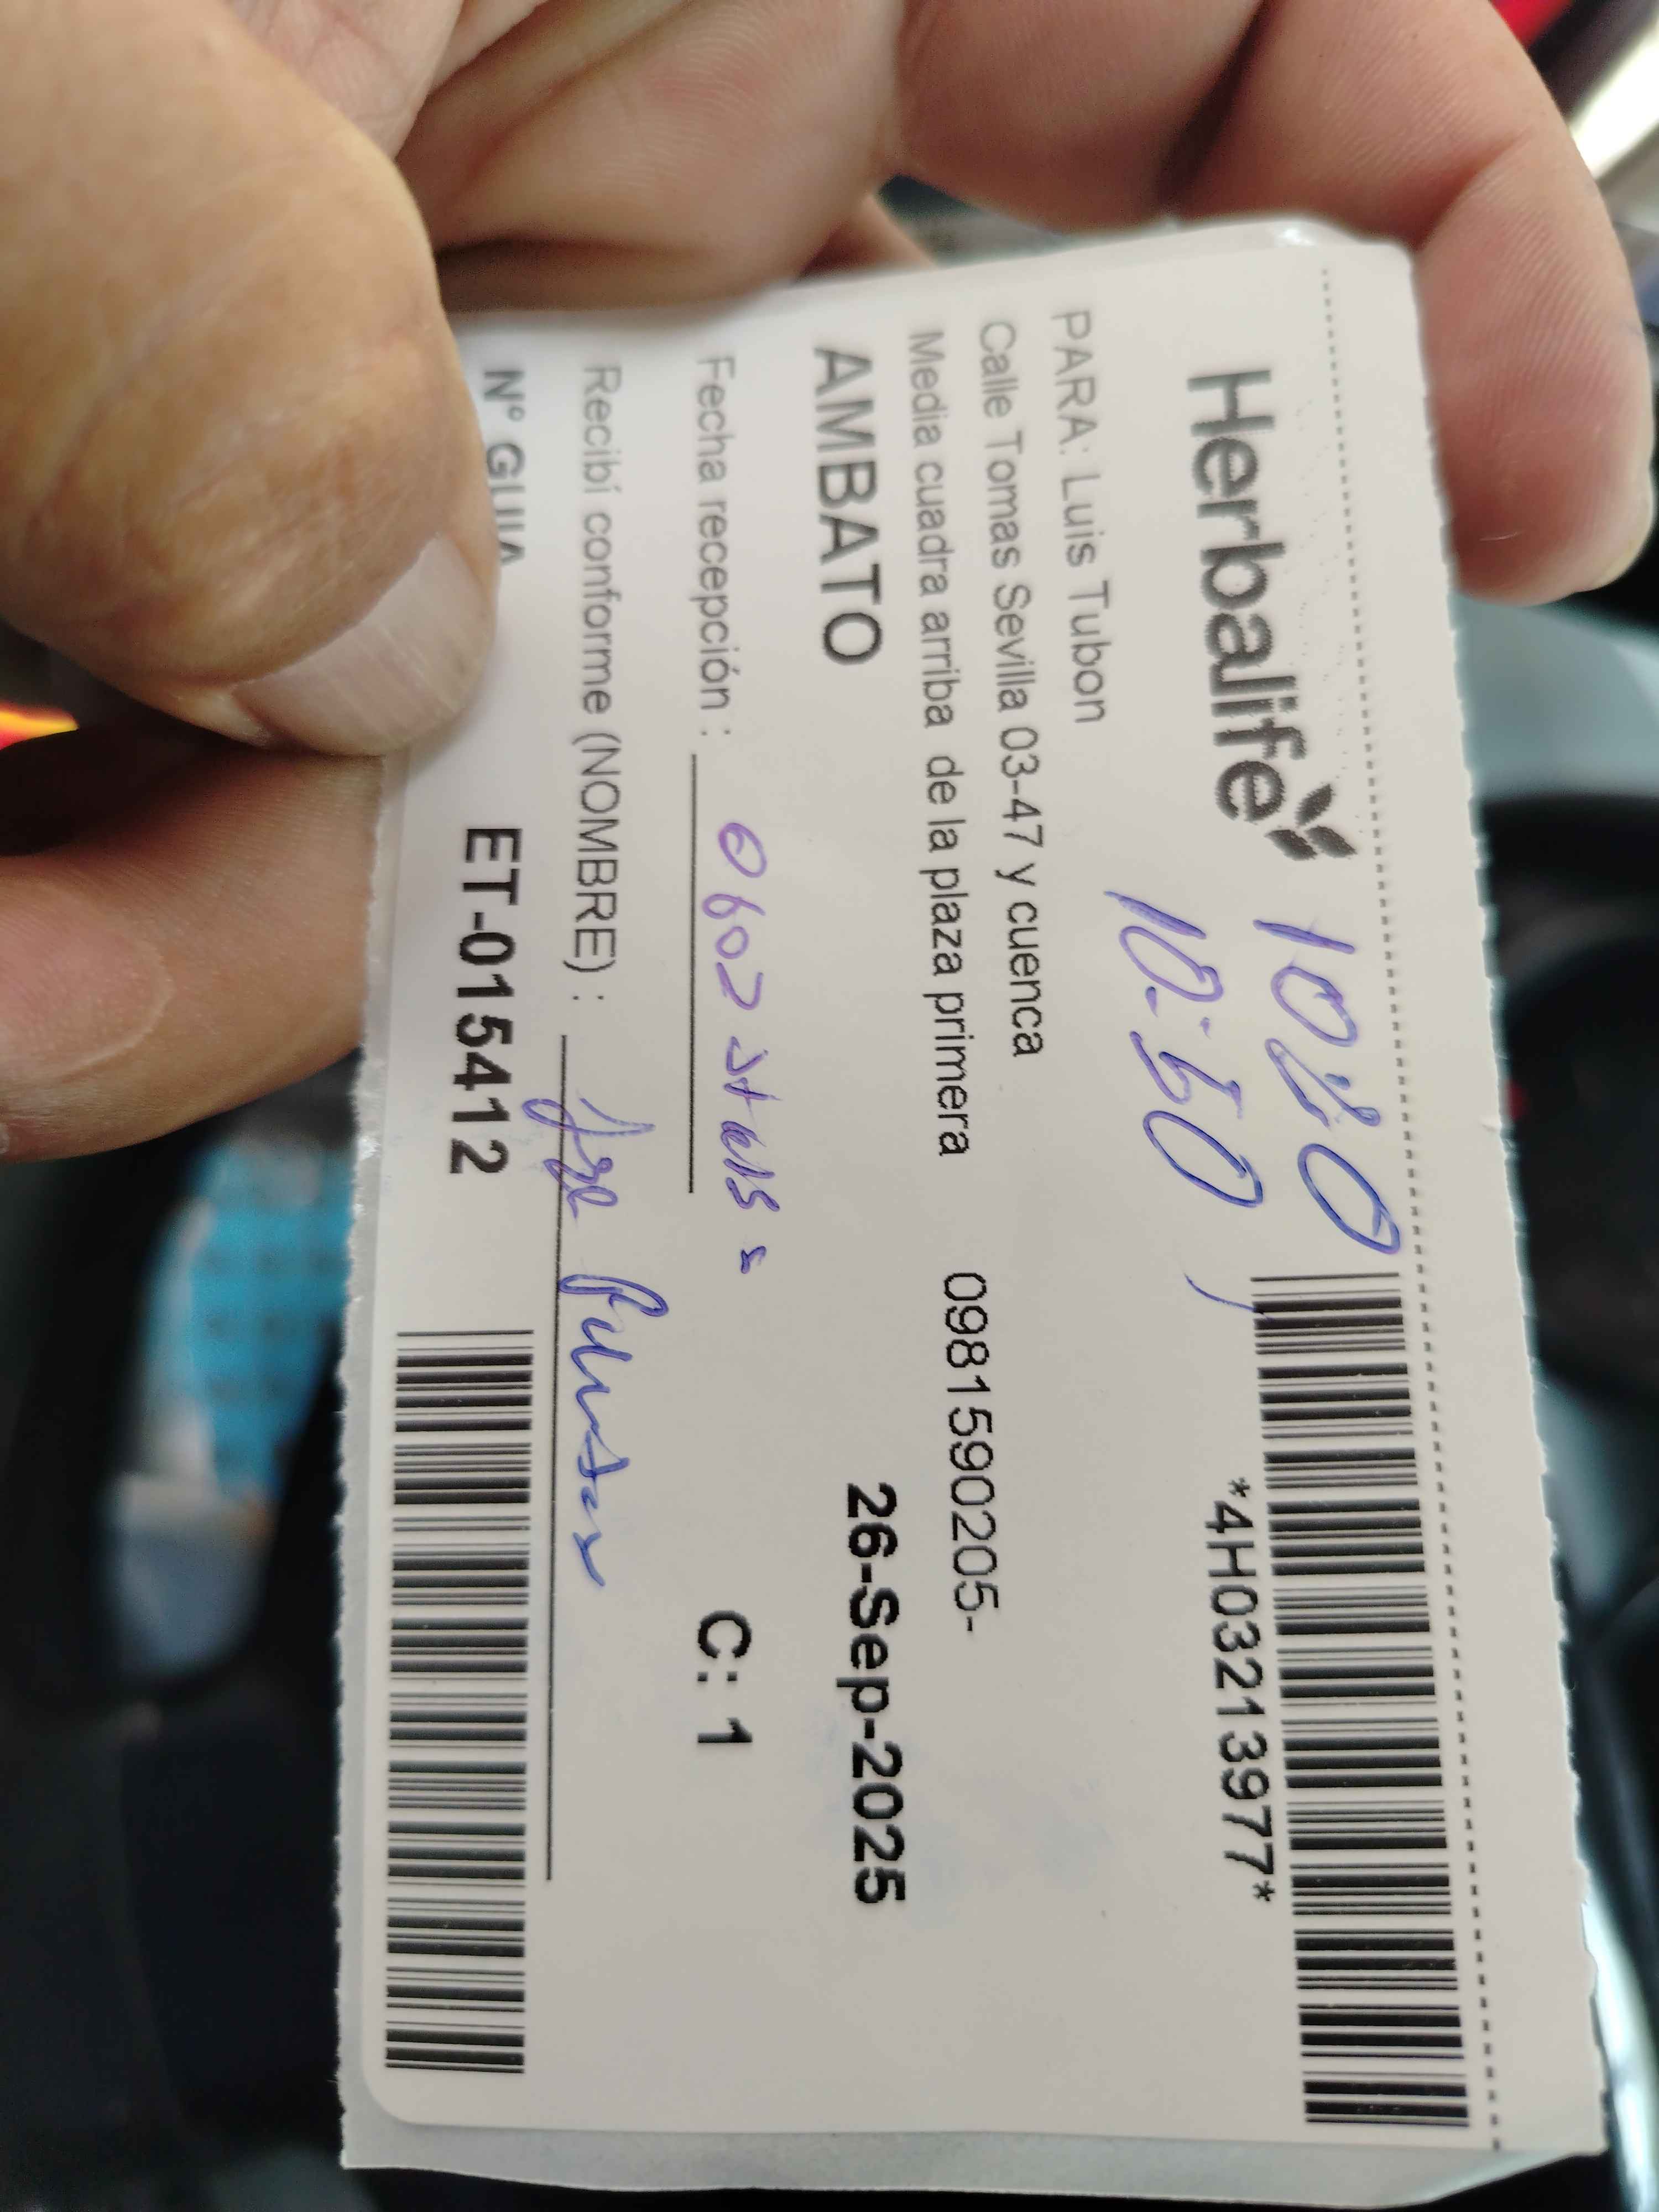 Herbalife
10:50
*4H03213977*
PARA: Luis Tubon
Calle Tomas Sevilla 03-47 y cuenca
Media cuadra arriba de la plaza primera 0981590205-
AMBATO 26-Sep-2025
Fecha recepción :
C: 1
Recibí conforme (NOMBRE) :
N° GUIA ET-015412